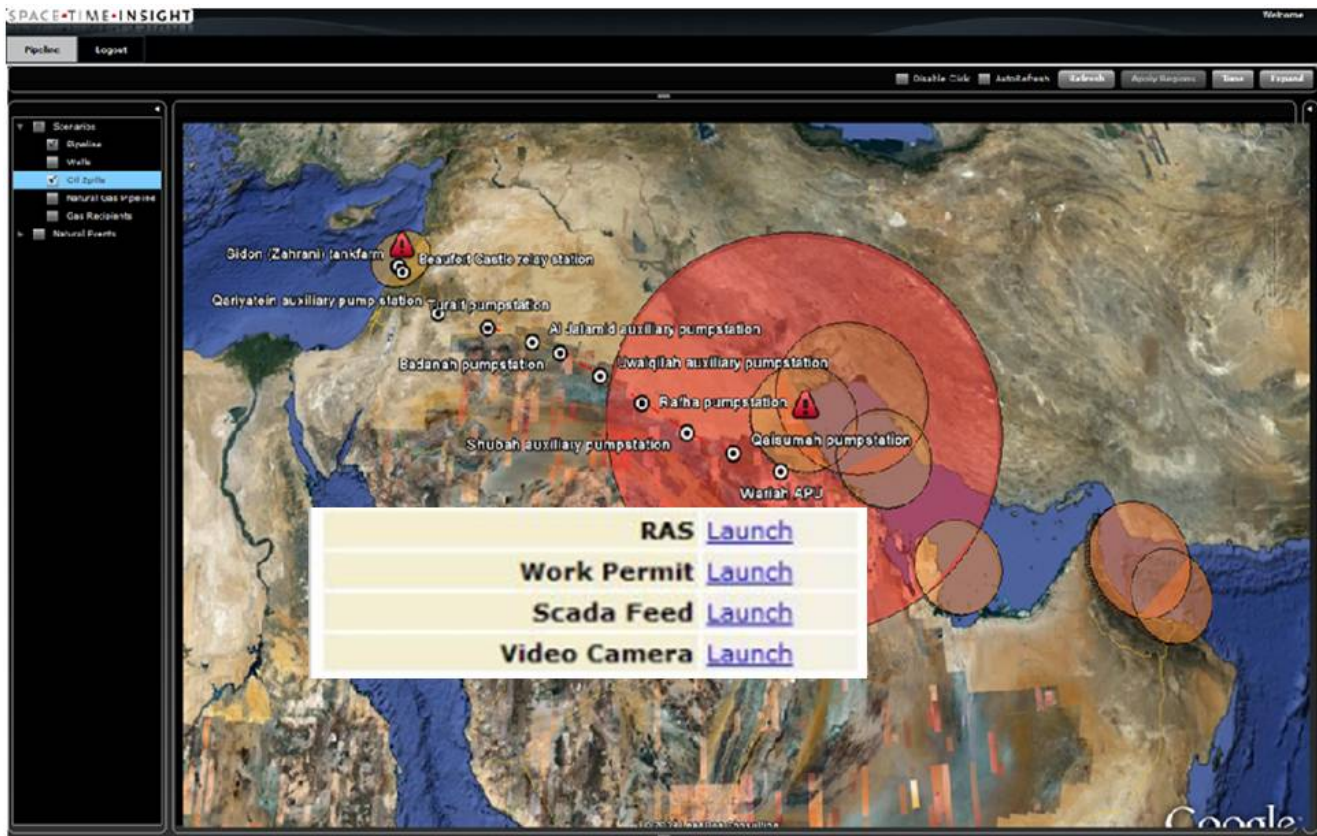 SPACE•TIME•INSIGHT
Welcome
Pipeline
Logout
Disable Click
AutoRefresh
Refresh
Apply Regions
Time
Expand
Scenarios
Pipeline
Wells
Oil Spills
Natural Gas Pipeline
Gas Recipients
Natural Events
Sidon (Zahrani) tankfarm
Beaufort Castle relay station
Qariyatein auxiliary pump station
Turait pumpstation
Al Jalamid auxiliary pumpstation
Badanah pumpstation
Uwaiqilah auxiliary pumpstation
Rafha pumpstation
Shubah auxiliary pumpstation
Qaisumah pumpstation
Wariah APJ
RAS Launch
Work Permit Launch
Scada Feed Launch
Video Camera Launch
Google